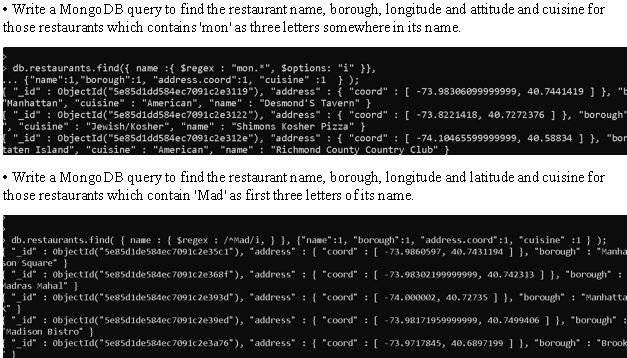 • Write a MongoDB query to find the restaurant name, borough, longitude and attitude and cuisine for
those restaurants which contains 'mon' as three letters somewhere in its name.
>
> db.restaurants.find({ name :{ $regex : "mon.*", $options: "i" }},
... {"name":1,"borough":1, "address.coord":1, "cuisine" :1  } );
{ "_id" : ObjectId("5e85d1dd584ec7091c2e3119"), "address" : { "coord" : [ -73.98306099999999, 40.7441419 ] }, "b
"Manhattan", "cuisine" : "American", "name" : "Desmond'S Tavern" }
{ "_id" : ObjectId("5e85d1dd584ec7091c2e3122"), "address" : { "coord" : [ -73.8221418, 40.7272376 ] }, "borough"
, "cuisine" : "Jewish/Kosher", "name" : "Shimons Kosher Pizza" }
{ "_id" : ObjectId("5e85d1dd584ec7091c2e312e"), "address" : { "coord" : [ -74.10465599999999, 40.58834 ] }, "bor
taten Island", "cuisine" : "American", "name" : "Richmond County Country Club" }
• Write a MongoDB query to find the restaurant name, borough, longitude and latitude and cuisine for
those restaurants which contain 'Mad' as first three letters of its name.
>
> db.restaurants.find( { name : { $regex : /^Mad/i, } }, {"name":1, "borough":1, "address.coord":1, "cuisine" :1 } );
{ "_id" : ObjectId("5e85d1de584ec7091c2e35c1"), "address" : { "coord" : [ -73.9860597, 40.7431194 ] }, "borough" : "Manha
son Square" }
{ "_id" : ObjectId("5e85d1de584ec7091c2e368f"), "address" : { "coord" : [ -73.98302199999999, 40.742313 ] }, "borough" :
Madras Mahal" }
{ "_id" : ObjectId("5e85d1de584ec7091c2e393d"), "address" : { "coord" : [ -74.000002, 40.72735 ] }, "borough" : "Manhatta
" }
{ "_id" : ObjectId("5e85d1de584ec7091c2e39ed"), "address" : { "coord" : [ -73.98171959999999, 40.7499406 ] }, "borough" :
"Madison Bistro" }
{ "_id" : ObjectId("5e85d1de584ec7091c2e3a76"), "address" : { "coord" : [ -73.9717845, 40.6897199 ] }, "borough" : "Brook
}